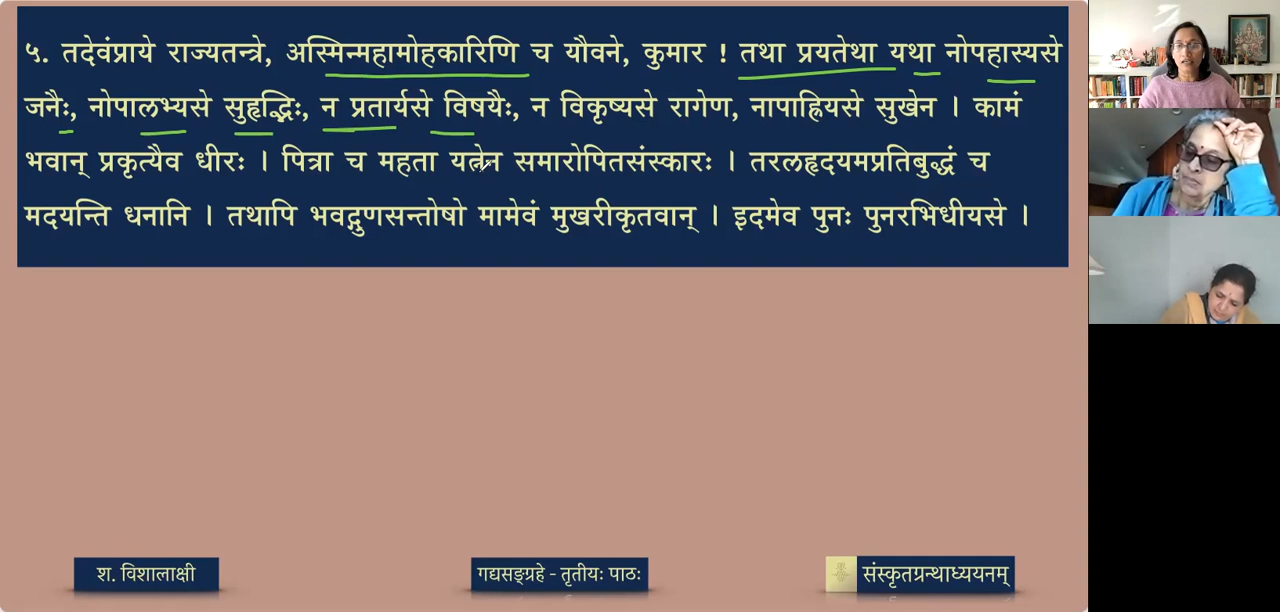 ५. तदेवंप्राये राज्यतन्त्रे, अस्मिन्महामोहकारिणि च यौवने, कुमार ! तथा प्रयतेथा यथा नोपहास्यसे
जनैः, नोपालभ्यसे सुहृद्भिः, न प्रतार्यसे विषयैः, न विकृष्यसे रागेण, नापाह्रियसे सुखेन । कामं
भवान् प्रकृत्यैव धीरः । पित्रा च महता यत्नेन समारोपितसंस्कारः । तरलहृदयमप्रतिबुद्धं च
मदयन्ति धनानि । तथापि भवद्गुणसन्तोषो मामेवं मुखरीकृतवान् । इदमेव पुनः पुनरभिधीयसे ।
श. विशालाक्षी
गद्यसङ्ग्रहे - तृतीयः पाठः
संस्कृतग्रन्थाध्ययनम्